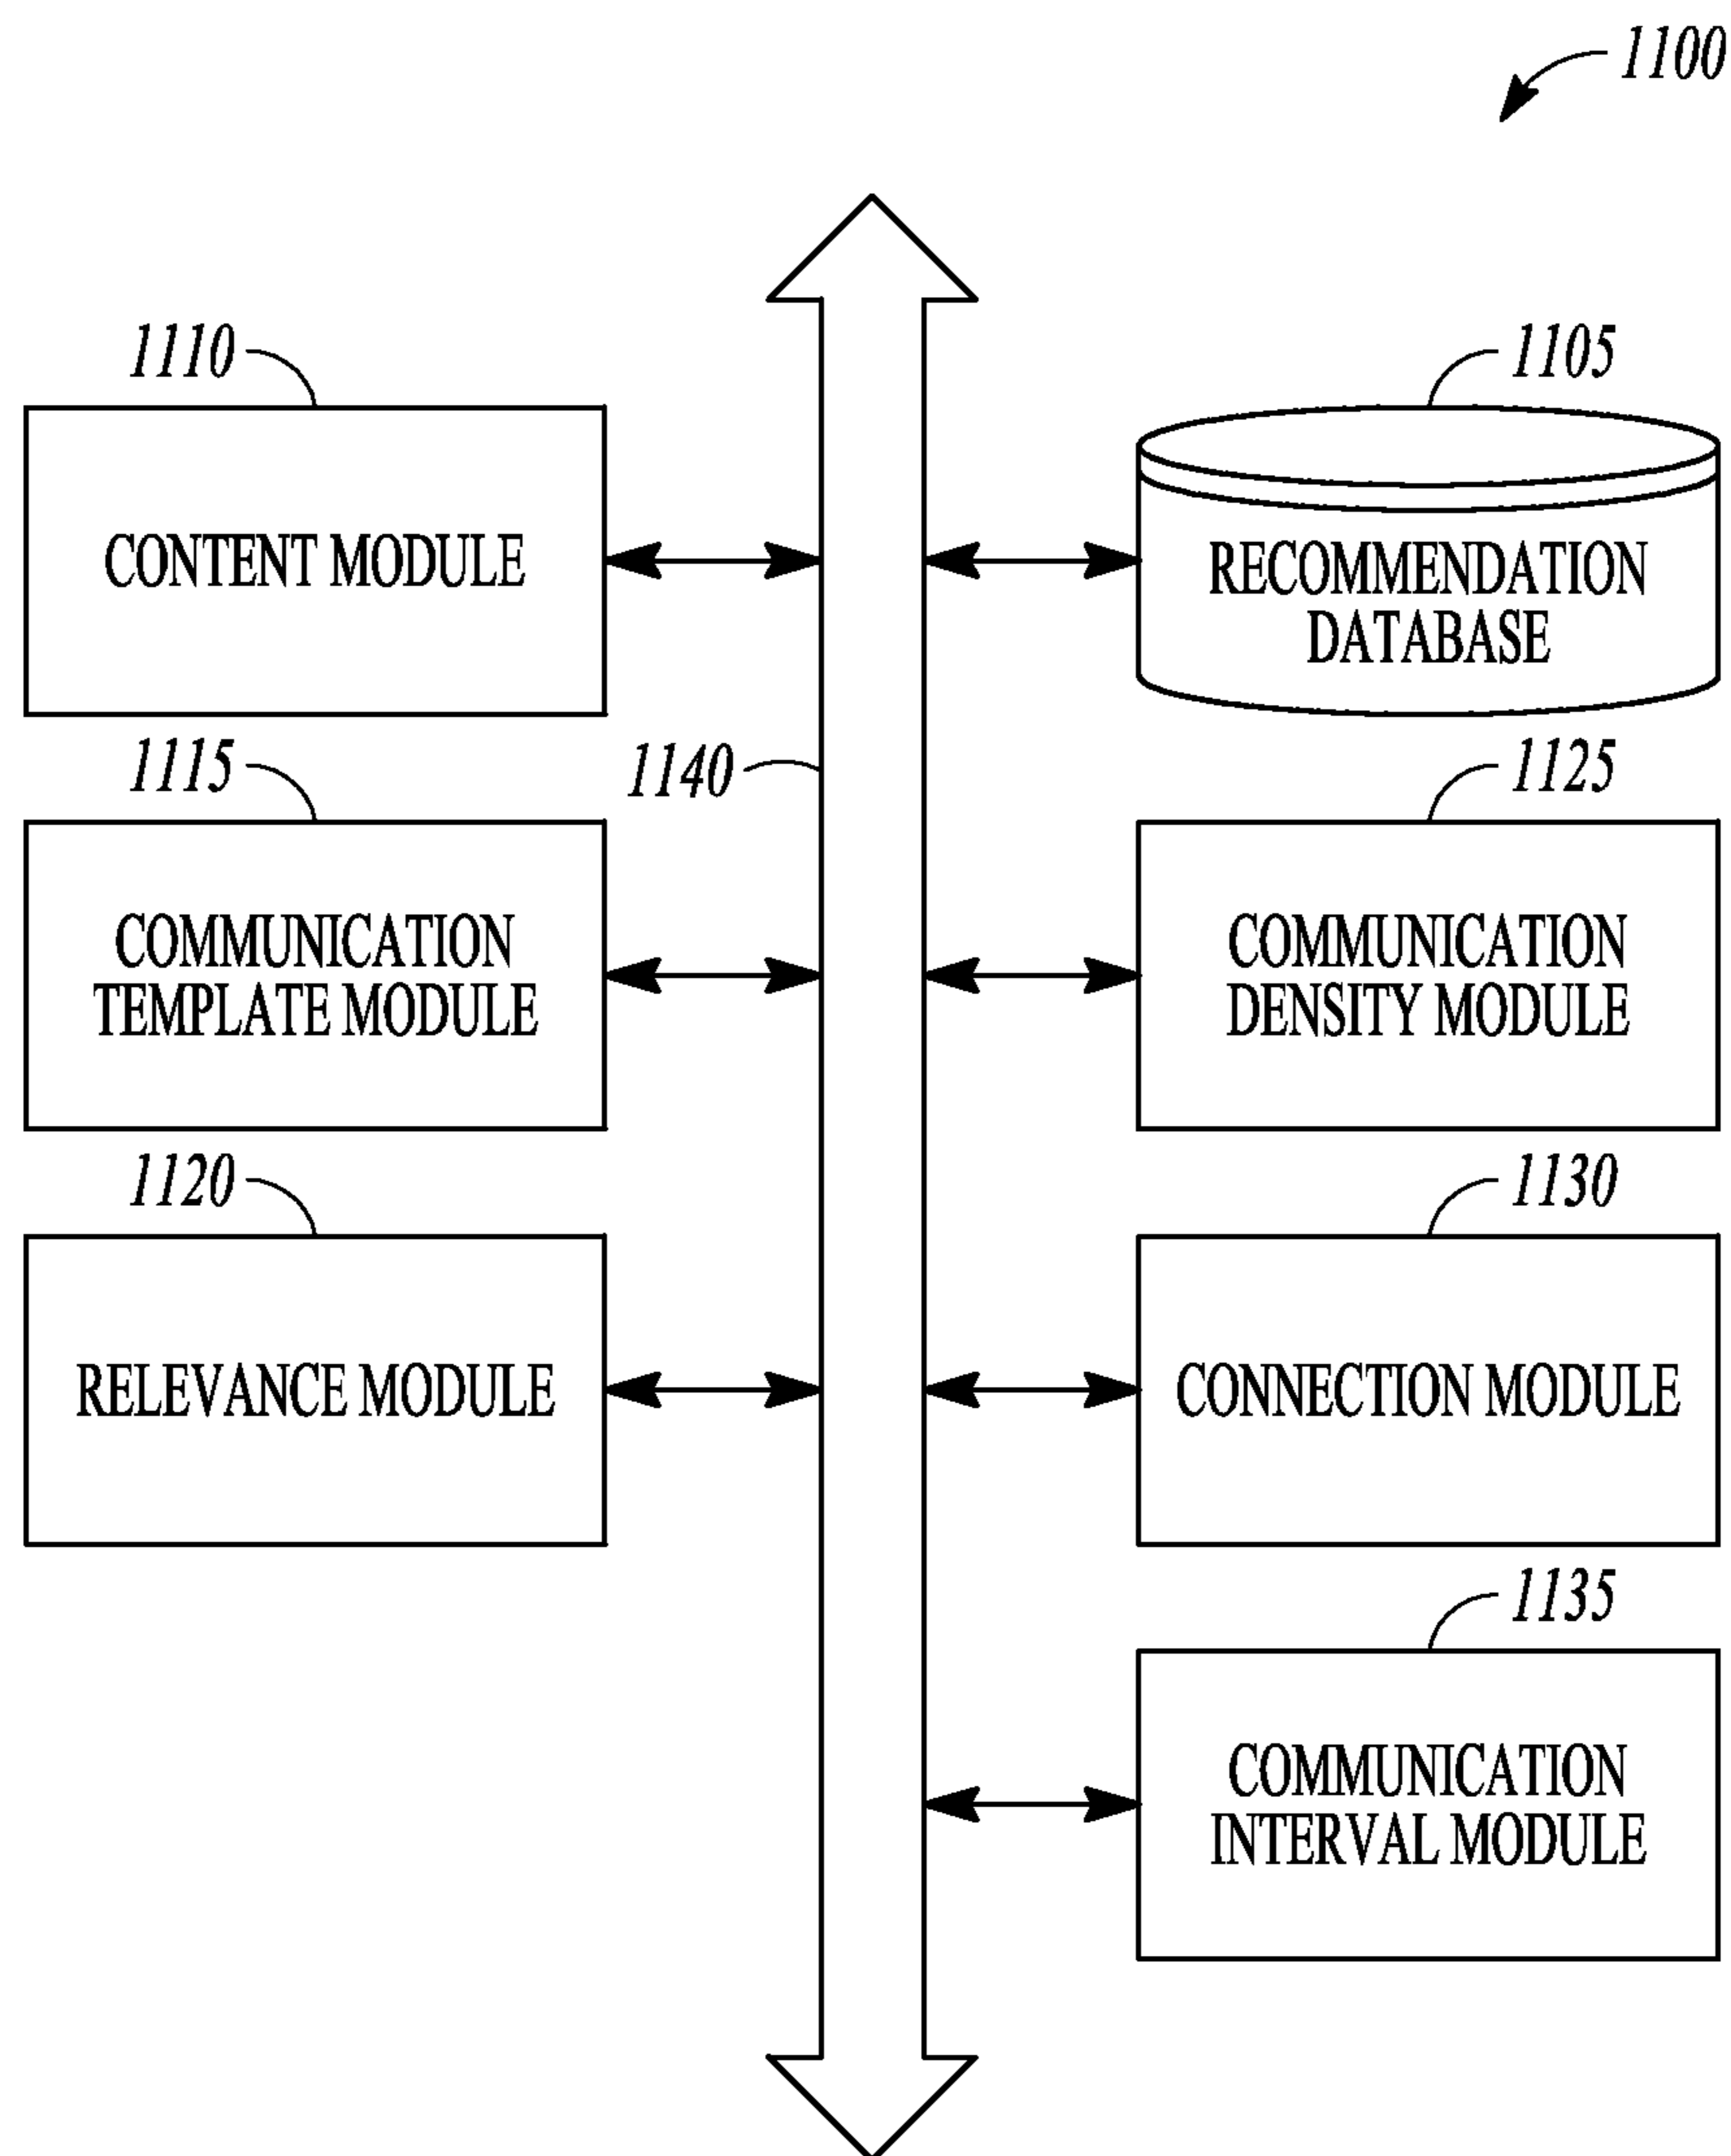 1100
1110
CONTENT MODULE
1105
RECOMMENDATION
DATABASE
1115
COMMUNICATION
TEMPLATE MODULE
1140
1125
COMMUNICATION
DENSITY MODULE
1120
RELEVANCE MODULE
1130
CONNECTION MODULE
1135
COMMUNICATION
INTERVAL MODULE